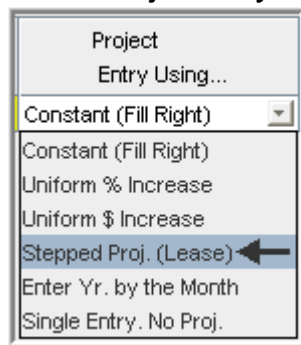 Project
Entry Using...
Constant (Fill Right)
Constant (Fill Right)
Uniform % Increase
Uniform $ Increase
Stepped Proj. (Lease)
Enter Yr. by the Month
Single Entry. No Proj.